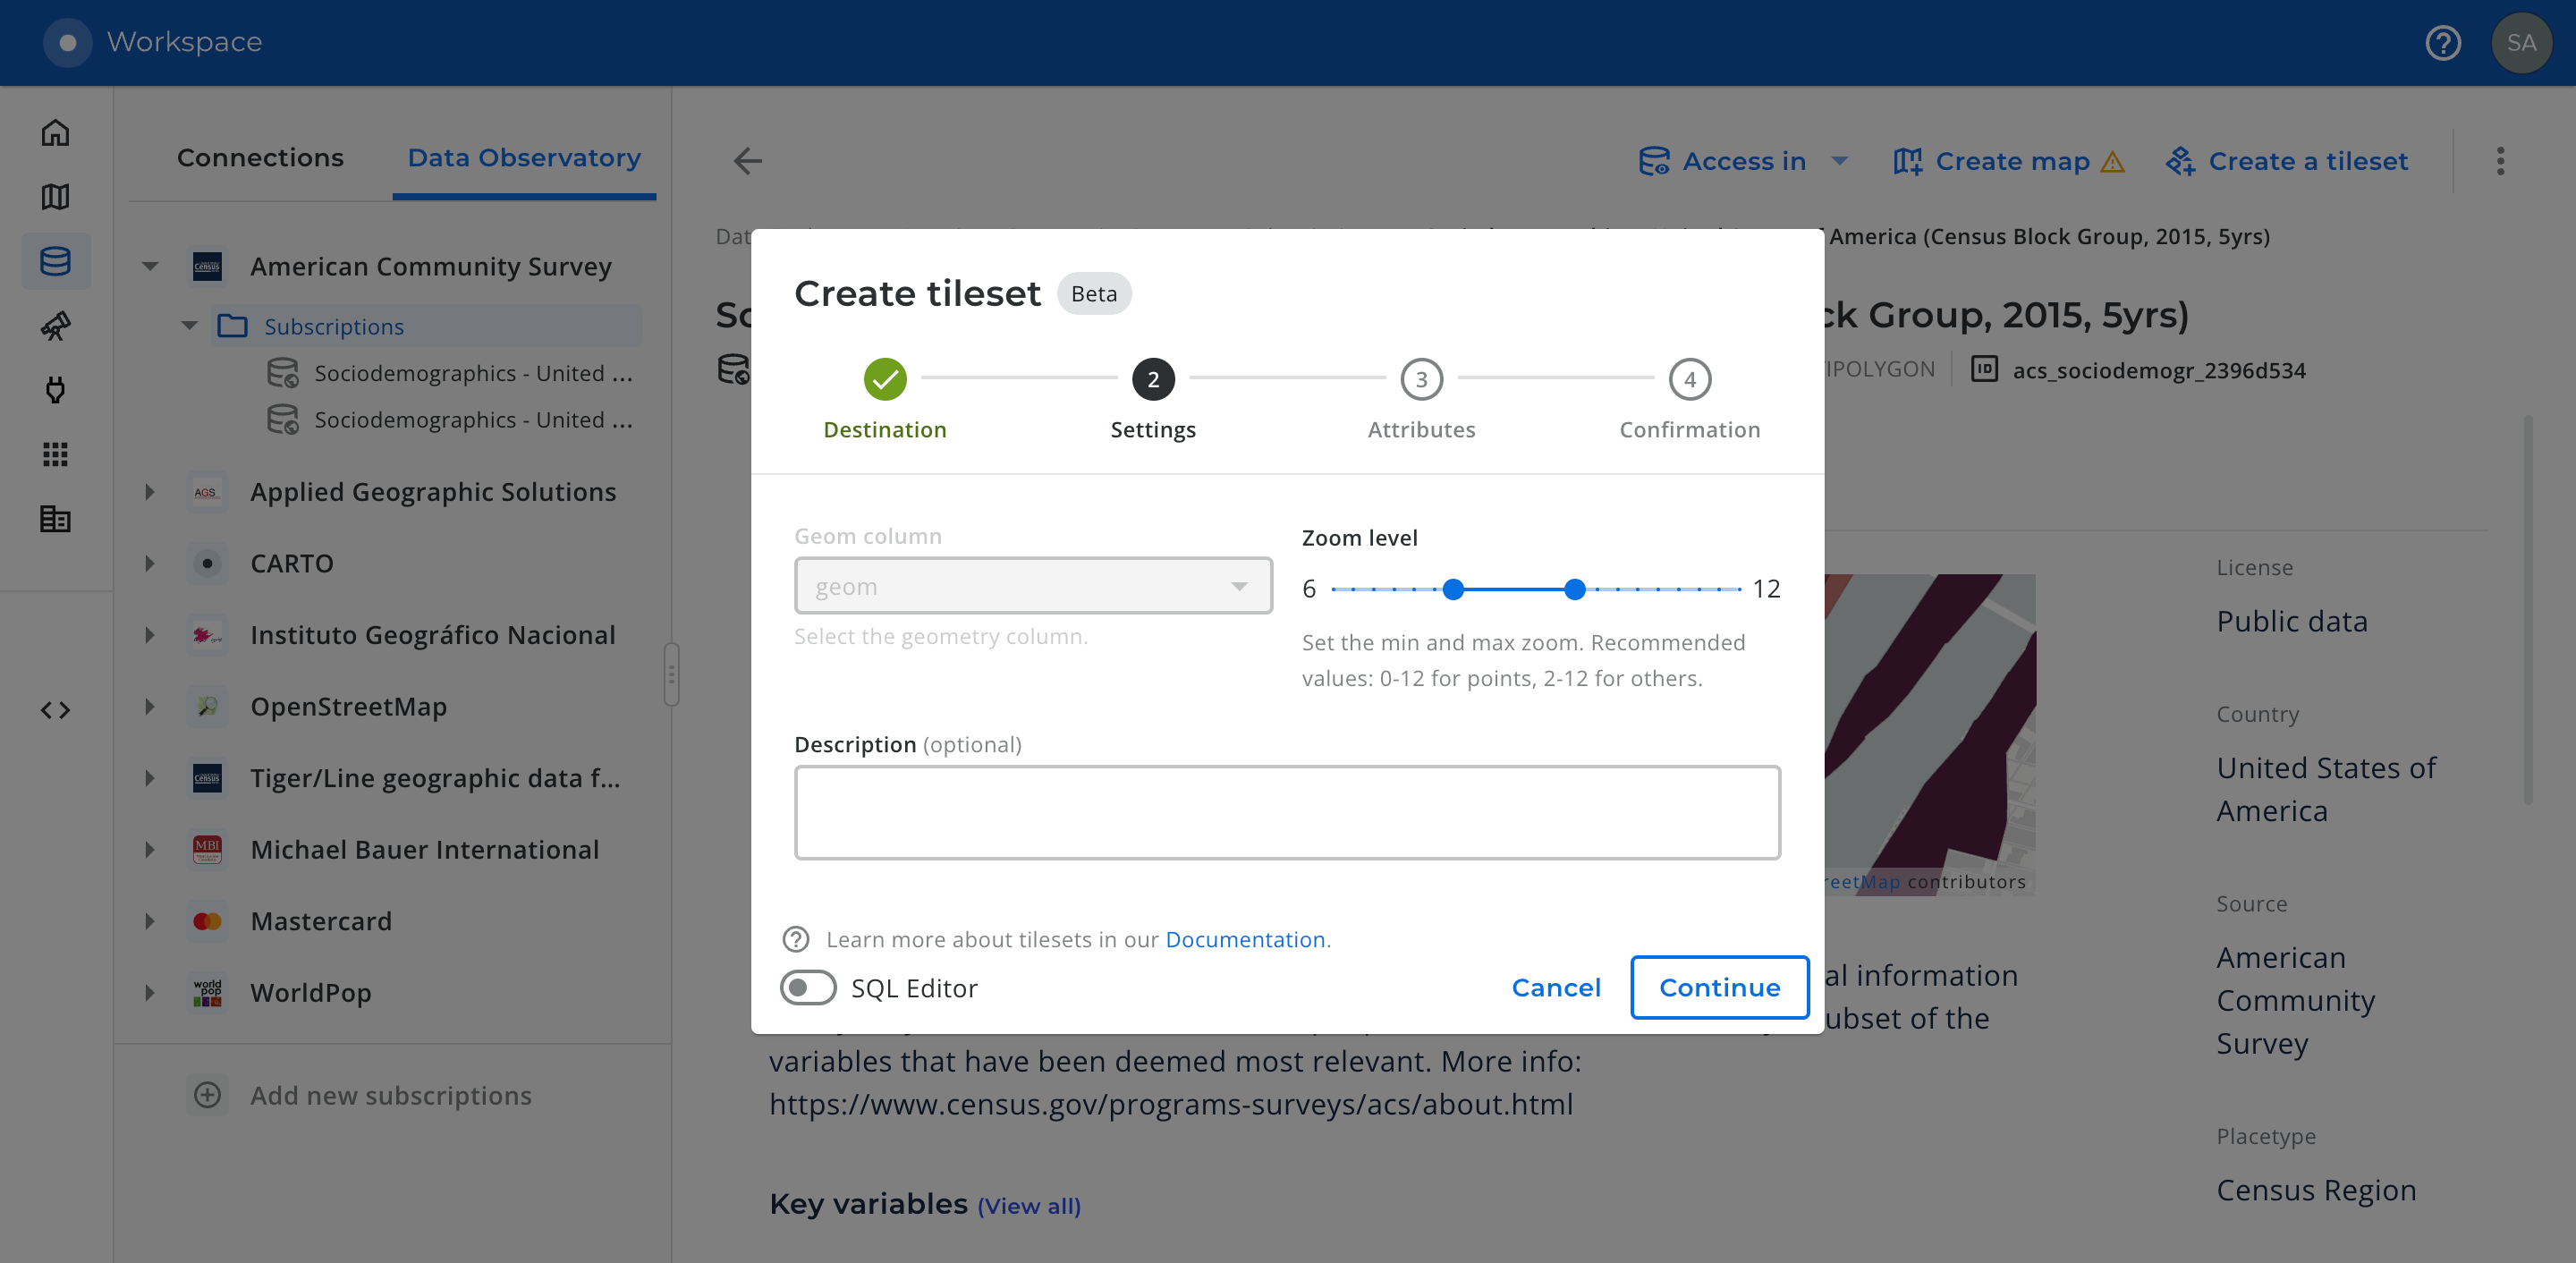 Workspace
SA
Connections
Data Observatory
American Community Survey
Subscriptions
Sociodemographics - United ...
Sociodemographics - United ...
Applied Geographic Solutions
CARTO
Instituto Geográfico Nacional
OpenStreetMap
Tiger/Line geographic data f...
Michael Bauer International
Mastercard
WorldPop
Add new subscriptions
Access in
Create map
Create a tileset
America (Census Block Group, 2015, 5yrs)
Group, 2015, 5yrs)
ID acs_sociodemogr_2396d534
Create tileset Beta
2 3 4
Destination Settings Attributes Confirmation
Geom column
geom
Select the geometry column.
Zoom level
6 12
Set the min and max zoom. Recommended
values: 0-12 for points, 2-12 for others.
Description (optional)
Learn more about tilesets in our Documentation.
SQL Editor
Cancel
Continue
contributors
information
of the
variables that have been deemed most relevant. More info:
https://www.census.gov/programs-surveys/acs/about.html
Key variables (View all)
License
Public data
Country
United States of
America
Source
American
Community
Survey
Placetype
Census Region